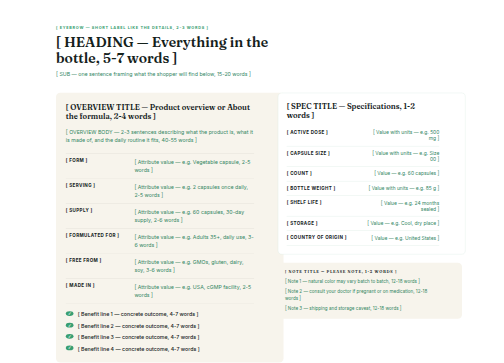 [ EYEBROW — SHORT LABEL LIKE THE DETAILS, 2-3 WORDS ]
[ HEADING — Everything in the
bottle, 5-7 words ]
[ SUB — one sentence framing what the shopper will find below, 15-20 words ]
[ OVERVIEW TITLE — Product overview or About
the formula, 2-4 words ]
[ OVERVIEW BODY — 2-3 sentences describing what the product is, what it
is made of, and the daily routine it fits, 40-55 words ]
[ FORM ]
[ Attribute value — e.g. Vegetable capsule, 2-5
words ]
[ SERVING ]
[ Attribute value — e.g. 2 capsules once daily,
2-5 words ]
[ SUPPLY ]
[ Attribute value — e.g. 60 capsules, 30-day
supply, 2-6 words ]
[ FORMULATED FOR ]
[ Attribute value — e.g. Adults 35+, daily use, 3-
6 words ]
[ FREE FROM ]
[ Attribute value — e.g. GMOs, gluten, dairy,
soy, 3-6 words ]
[ MADE IN ]
[ Attribute value — e.g. USA, cGMP facility, 2-5
words ]
[ Benefit line 1 — concrete outcome, 4-7 words ]
[ Benefit line 2 — concrete outcome, 4-7 words ]
[ Benefit line 3 — concrete outcome, 4-7 words ]
[ Benefit line 4 — concrete outcome, 4-7 words ]
[ SPEC TITLE — Specifications, 1-2
words ]
[ ACTIVE DOSE ]
[ Value with units — e.g. 500
mg ]
[ CAPSULE SIZE ]
[ Value with units — e.g. Size
00 ]
[ COUNT ]
[ Value — e.g. 60 capsules ]
[ BOTTLE WEIGHT ]
[ Value with units — e.g. 85 g ]
[ SHELF LIFE ]
[ Value — e.g. 24 months
sealed ]
[ STORAGE ]
[ Value — e.g. Cool, dry place ]
[ COUNTRY OF ORIGIN ]
[ Value — e.g. United States ]
[ NOTE TITLE — PLEASE NOTE, 1-2 WORDS ]
[ Note 1 — natural color may vary batch to batch, 12-18 words ]
[ Note 2 — consult your doctor if pregnant or on medication, 12-18
words ]
[ Note 3 — shipping and storage caveat, 12-18 words ]